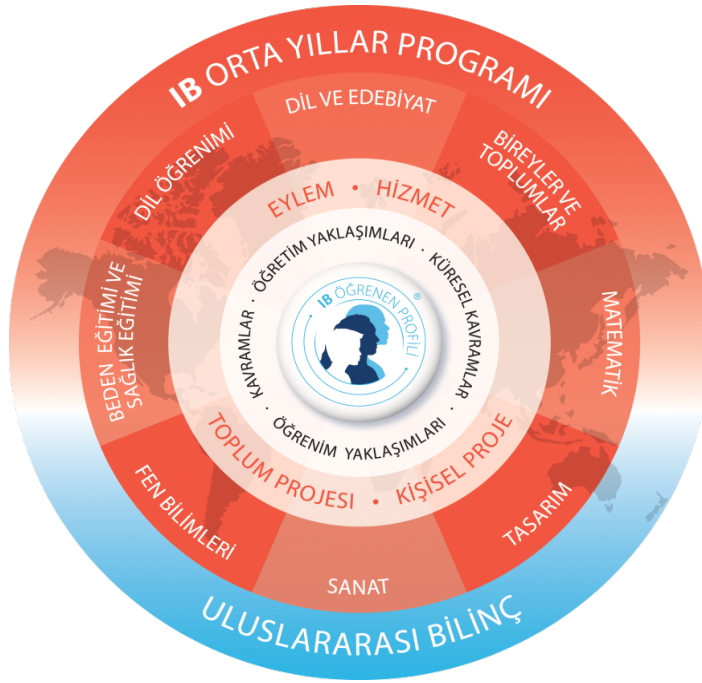 IB ORTA YILLAR PROGRAMI
DİL VE EDEBİYAT
BİREYLER VE
TOPLUMLAR
MATEMATİK
TASARIM
SANAT
FEN BİLİMLERİ
BEDEN EĞİTİMİ VE
SAĞLIK EĞİTİMİ
DİL ÖĞRENIMİ
EYLEM • HİZMET
TOPLUM PROJESI • KİŞİSEL PROJE
ÖĞRETİM YAKLAŞIMLARI · KÜRESEL KAVRAMLAR ·
ÖĞRENİM YAKLAŞIMLARI · KAVRAMLAR ·
IB ÖĞRENEN PROFİLİ ®
ULUSLARARASI BİLİNÇ